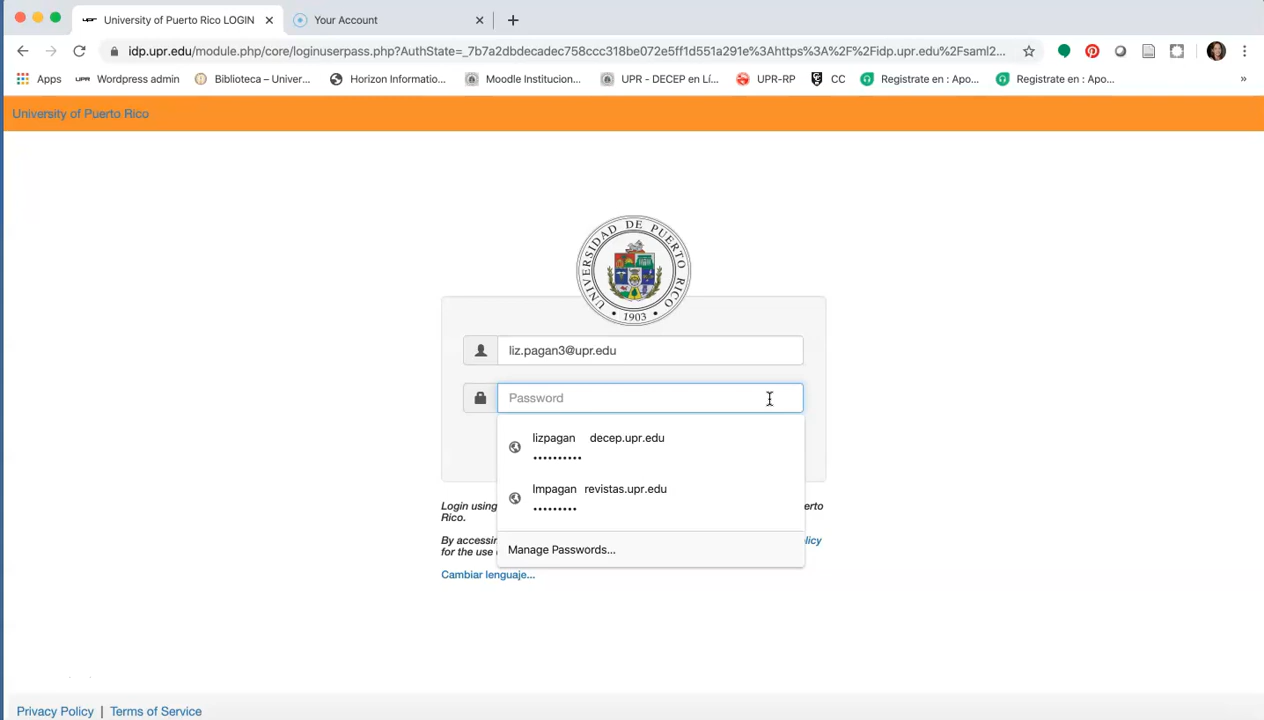 University of Puerto Rico LOGIN
Your Account
idp.upr.edu/module.php/core/loginuserpass.php?AuthState=_7b7a2dbdecadec758ccc318be072e5ff1d551a291e%3Ahttps%3A%2F%2Fidp.upr.edu%2Fsaml2...
Apps UPR Wordpress admin Biblioteca – Univer... Horizon Informatio... Moodle Institucion... UPR - DECEP en Lí... UPR-RP CC Registrate en : Apo... Registrate en : Apo... »
University of Puerto Rico
UNIVERSIDAD DE PUERTO RICO
• 1903 •
liz.pagan3@upr.edu
Password
lizpagan decep.upr.edu
••••••••••
lmpagan revistas.upr.edu
•••••••••
Manage Passwords...
Login using erto
Rico.
By accessin licy
for the use
Cambiar lenguaje...
Privacy Policy | Terms of Service